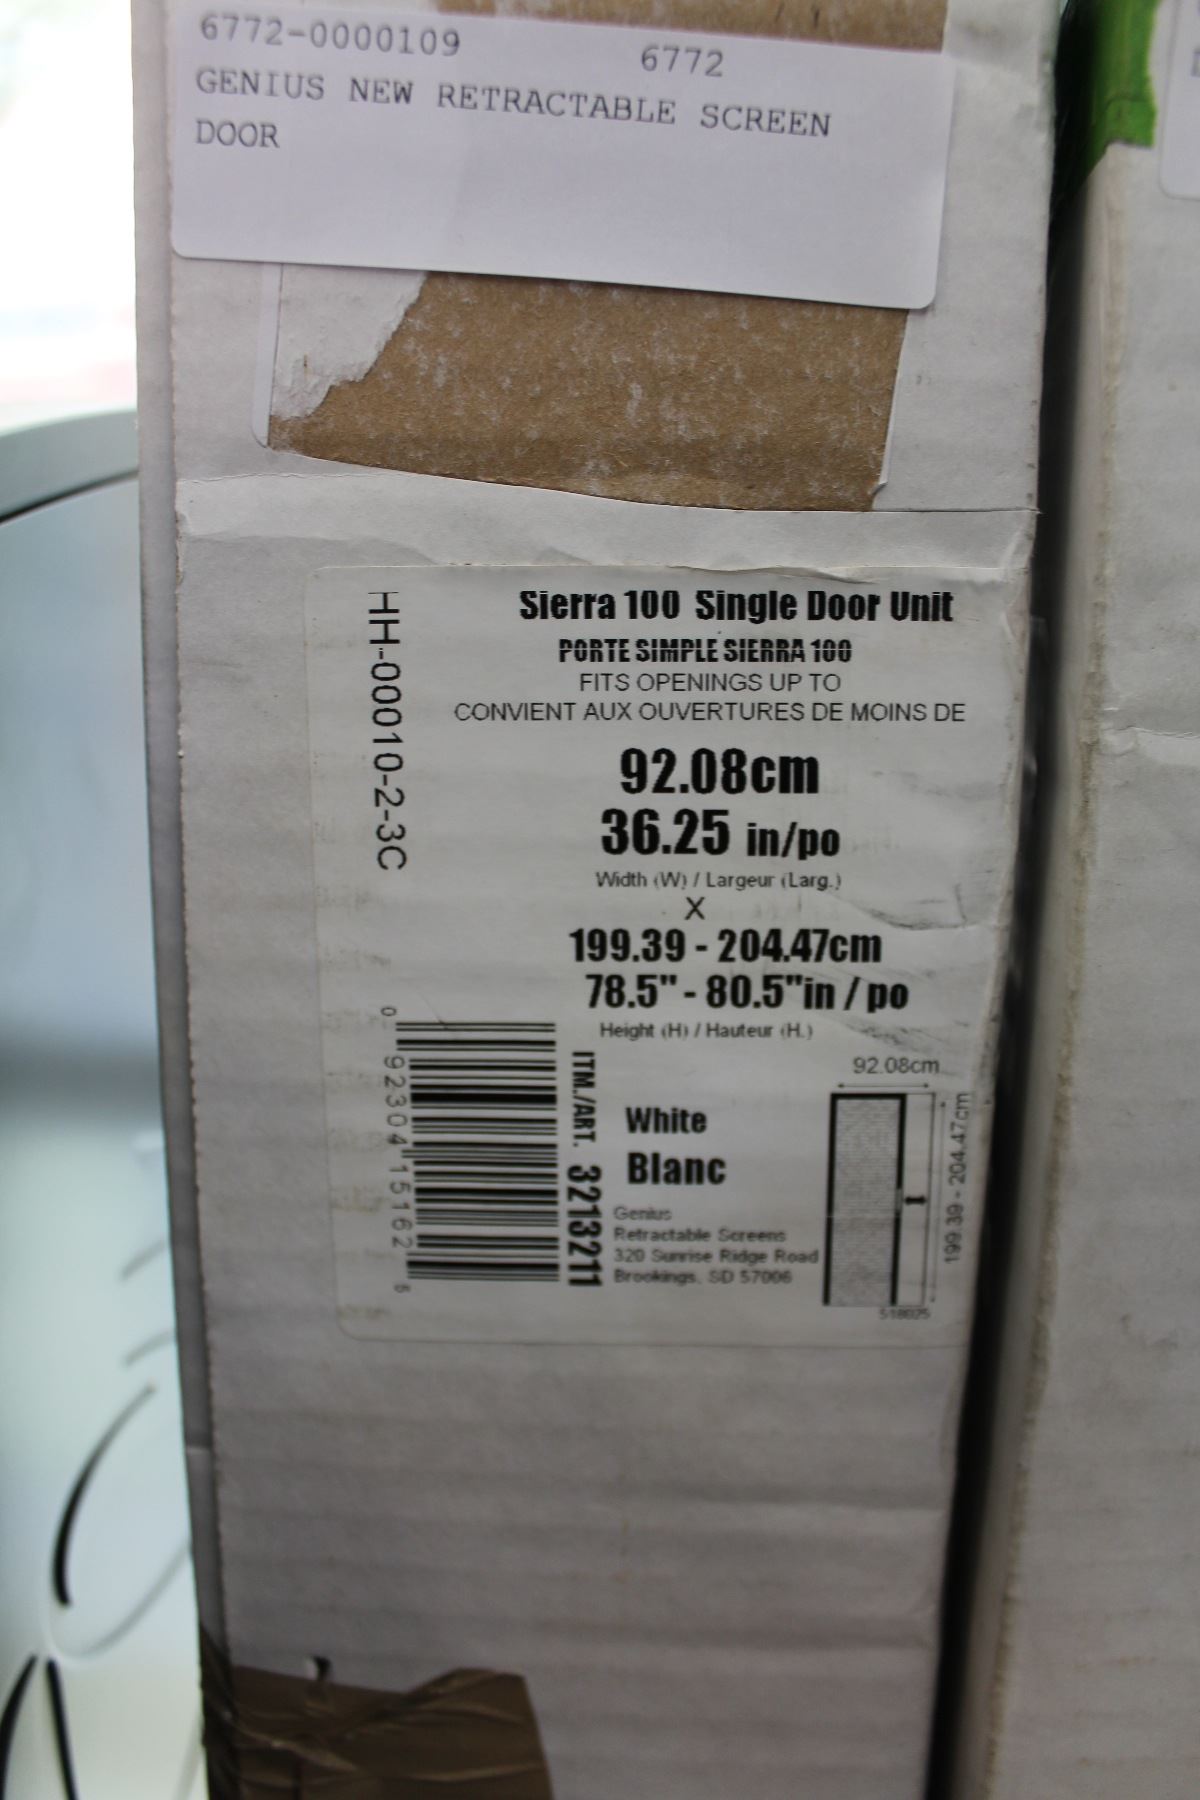 6772-0000109 6772
GENIUS NEW RETRACTABLE SCREEN
DOOR
HH-00010-2-3C
Sierra 100 Single Door Unit
PORTE SIMPLE SIERRA 100
FITS OPENINGS UP TO
CONVIENT AUX OUVERTURES DE MOINS DE
92.08cm
36.25 in/po
Width (W) / Largeur (Larg.)
X
199.39 - 204.47cm
78.5" - 80.5"in / po
Height (H) / Hauteur (H.)
0 92304 15162
ITM./ART. 3213211
White
Blanc
Genius
Retractable Screens
320 Sunrise Ridge Road
Brookings, SD 57006
92.08cm
199.39 - 204.47cm
518025